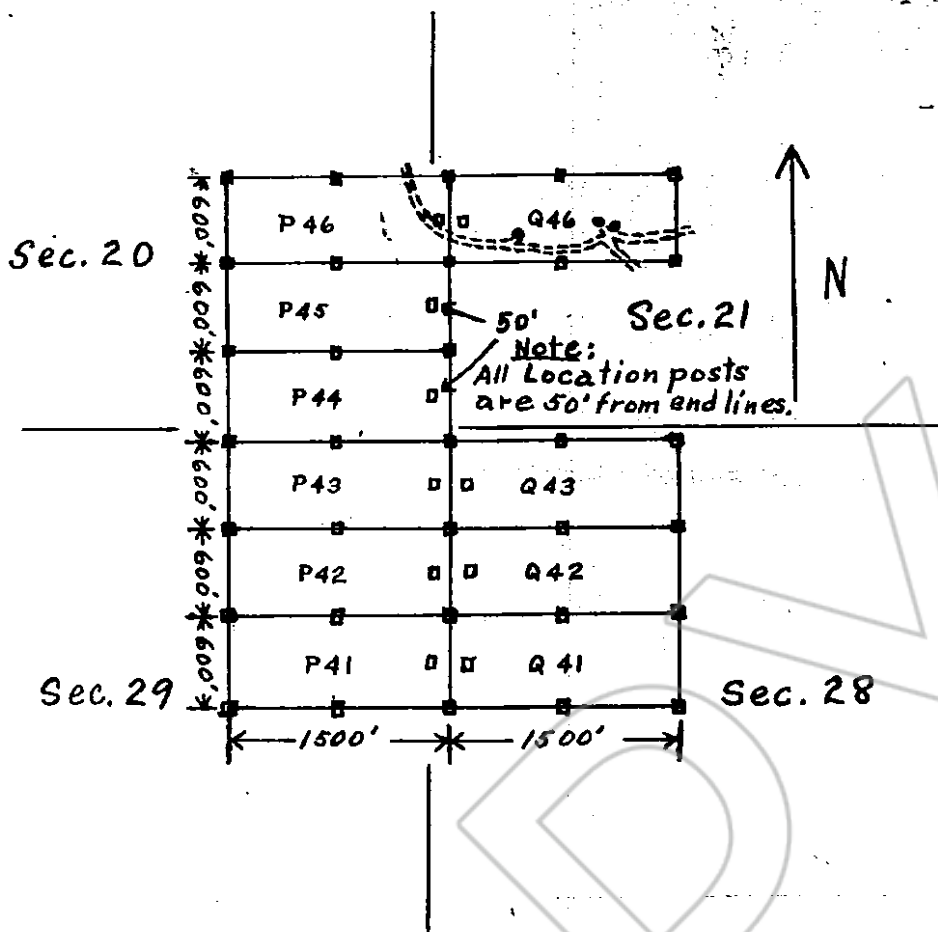 600'
P46
Q46
Sec. 20
N
600'
P45
50'
Sec. 21
Note:
All Location posts
are 50' from end lines.
600'
P44
600'
P43
Q43
600'
P42
Q42
600'
P41
Q41
Sec. 29
Sec. 28
1500'
1500'